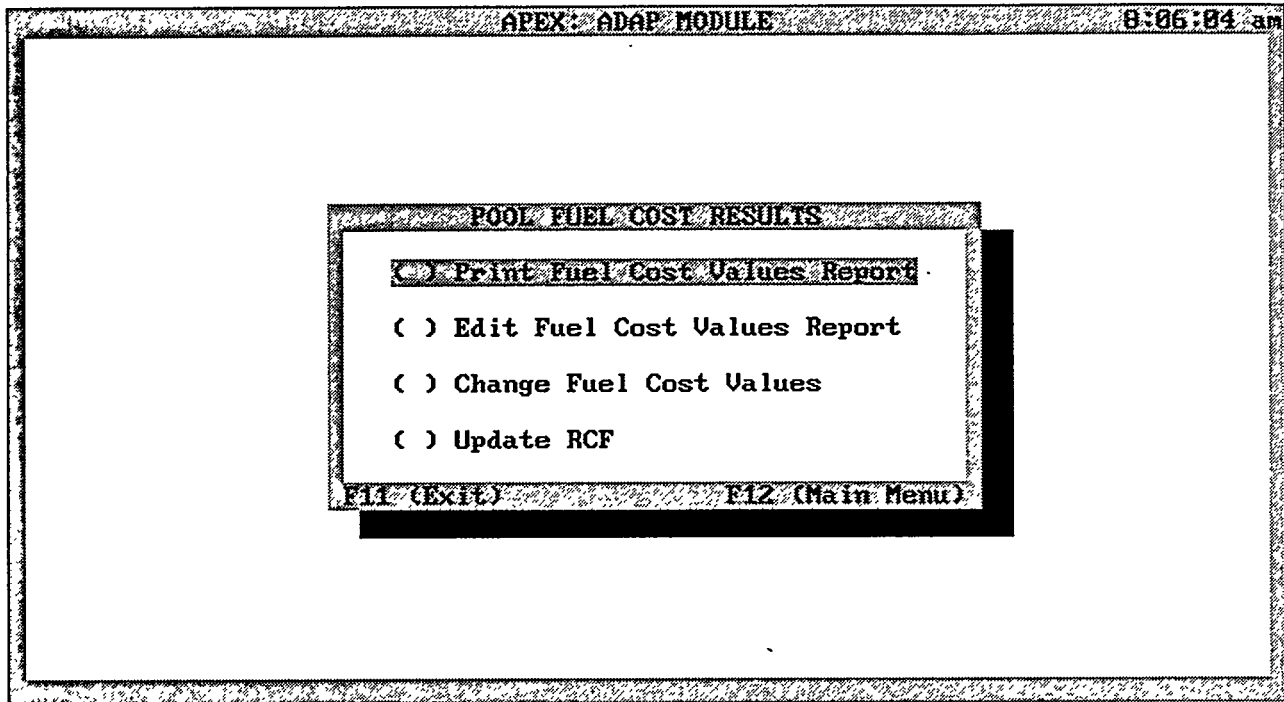 APEX: ADAP MODULE 8:06:04 am
POOL FUEL COST RESULTS
( ) Print Fuel Cost Values Report
( ) Edit Fuel Cost Values Report
( ) Change Fuel Cost Values
( ) Update RCF
F11 (Exit) F12 (Main Menu)